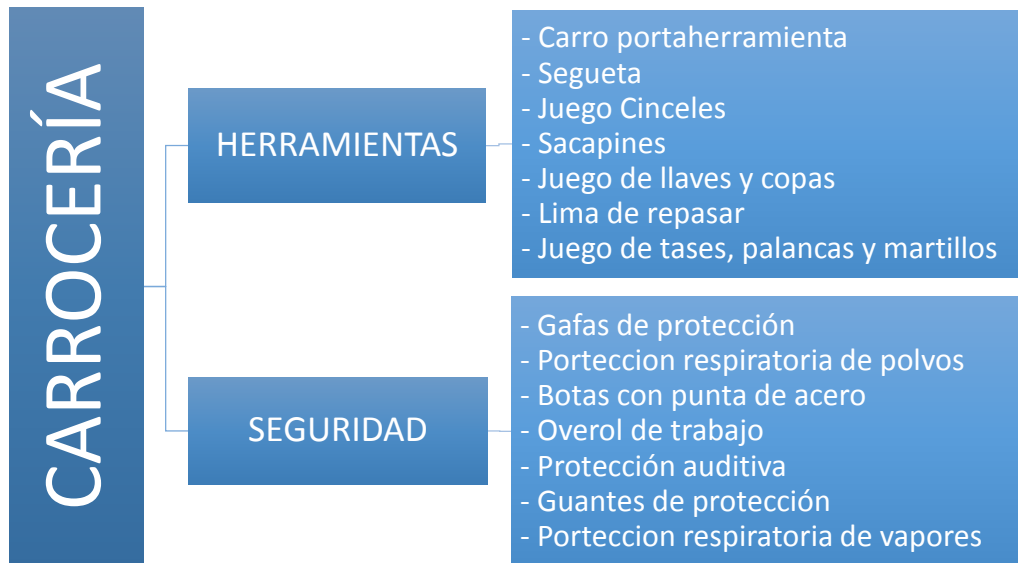 CARROCERÍA
HERRAMIENTAS
- Carro portaherramienta
- Segueta
- Juego Cinceles
- Sacapines
- Juego de llaves y copas
- Lima de repasar
- Juego de tases, palancas y martillos
SEGURIDAD
- Gafas de protección
- Porteccion respiratoria de polvos
- Botas con punta de acero
- Overol de trabajo
- Protección auditiva
- Guantes de protección
- Porteccion respiratoria de vapores